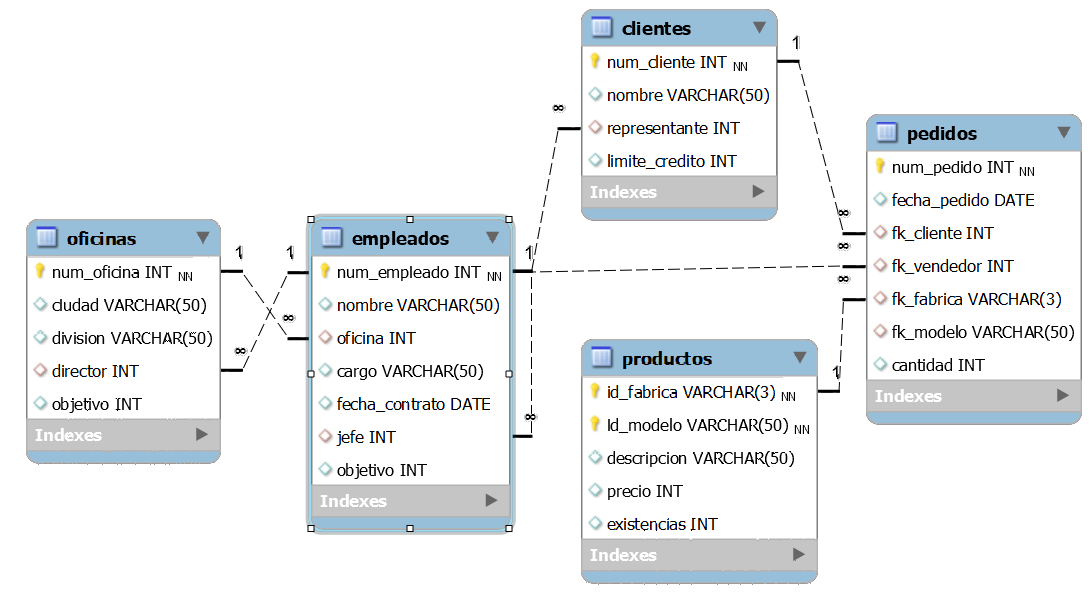 clientes
num_cliente INT NN
nombre VARCHAR(50)
representante INT
limite_credito INT
Indexes
1
∞
pedidos
num_pedido INT NN
fecha_pedido DATE
fk_cliente INT
fk_vendedor INT
fk_fabrica VARCHAR(3)
fk_modelo VARCHAR(50)
cantidad INT
Indexes
∞
∞
∞
oficinas
num_oficina INT NN
ciudad VARCHAR(50)
division VARCHAR(50)
director INT
objetivo INT
Indexes
1
∞
1
∞
empleados
num_empleado INT NN
nombre VARCHAR(50)
oficina INT
cargo VARCHAR(50)
fecha_contrato DATE
jefe INT
objetivo INT
Indexes
1
∞
productos
id_fabrica VARCHAR(3) NN
Id_modelo VARCHAR(50) NN
descripcion VARCHAR(50)
precio INT
existencias INT
Indexes
1